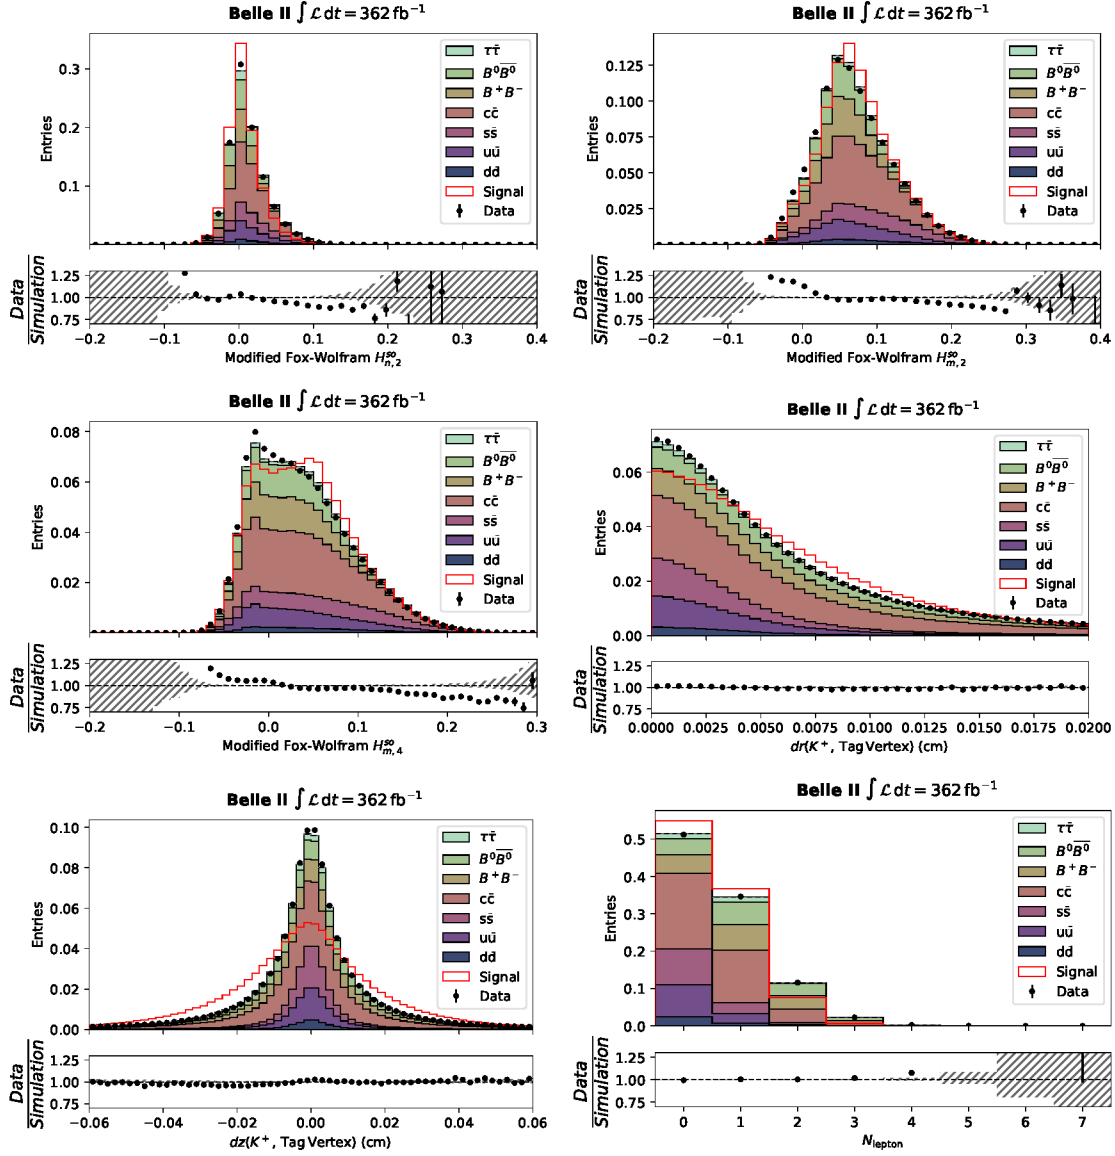 Belle II ∫ ℒ dt = 362 fb⁻¹
0.3
0.2
0.1
Entries
ττ̄
B⁰B̅⁰
B⁺B⁻
cc̄
ss̄
uū
dd̄
Signal
Data
1.25
1.00
0.75
Data
Simulation
−0.2 −0.1 0.0 0.1 0.2 0.3 0.4
Modified Fox-Wolfram H^{so}_{n,2}
Belle II ∫ ℒ dt = 362 fb⁻¹
0.125
0.100
0.075
0.050
0.025
Entries
ττ̄
B⁰B̅⁰
B⁺B⁻
cc̄
ss̄
uū
dd̄
Signal
Data
1.25
1.00
0.75
Data
Simulation
−0.2 −0.1 0.0 0.1 0.2 0.3 0.4
Modified Fox-Wolfram H^{so}_{m,2}
Belle II ∫ ℒ dt = 362 fb⁻¹
0.08
0.06
0.04
0.02
Entries
ττ̄
B⁰B̅⁰
B⁺B⁻
cc̄
ss̄
uū
dd̄
Signal
Data
1.25
1.00
0.75
Data
Simulation
−0.2 −0.1 0.0 0.1 0.2 0.3
Modified Fox-Wolfram H^{so}_{m,4}
Belle II ∫ ℒ dt = 362 fb⁻¹
0.06
0.04
0.02
0.00
Entries
ττ̄
B⁰B̅⁰
B⁺B⁻
cc̄
ss̄
uū
dd̄
Signal
Data
1.25
1.00
0.75
Data
Simulation
0.0000 0.0025 0.0050 0.0075 0.0100 0.0125 0.0150 0.0175 0.0200
dr(K⁺, Tag Vertex) (cm)
Belle II ∫ ℒ dt = 362 fb⁻¹
0.10
0.08
0.06
0.04
0.02
0.00
Entries
ττ̄
B⁰B̅⁰
B⁺B⁻
cc̄
ss̄
uū
dd̄
Signal
Data
1.25
1.00
0.75
Data
Simulation
−0.06 −0.04 −0.02 0.00 0.02 0.04 0.06
dz(K⁺, Tag Vertex) (cm)
Belle II ∫ ℒ dt = 362 fb⁻¹
0.5
0.4
0.3
0.2
0.1
0.0
Entries
ττ̄
B⁰B̅⁰
B⁺B⁻
cc̄
ss̄
uū
dd̄
Signal
Data
1.25
1.00
0.75
Data
Simulation
0 1 2 3 4 5 6 7
N_{lepton}